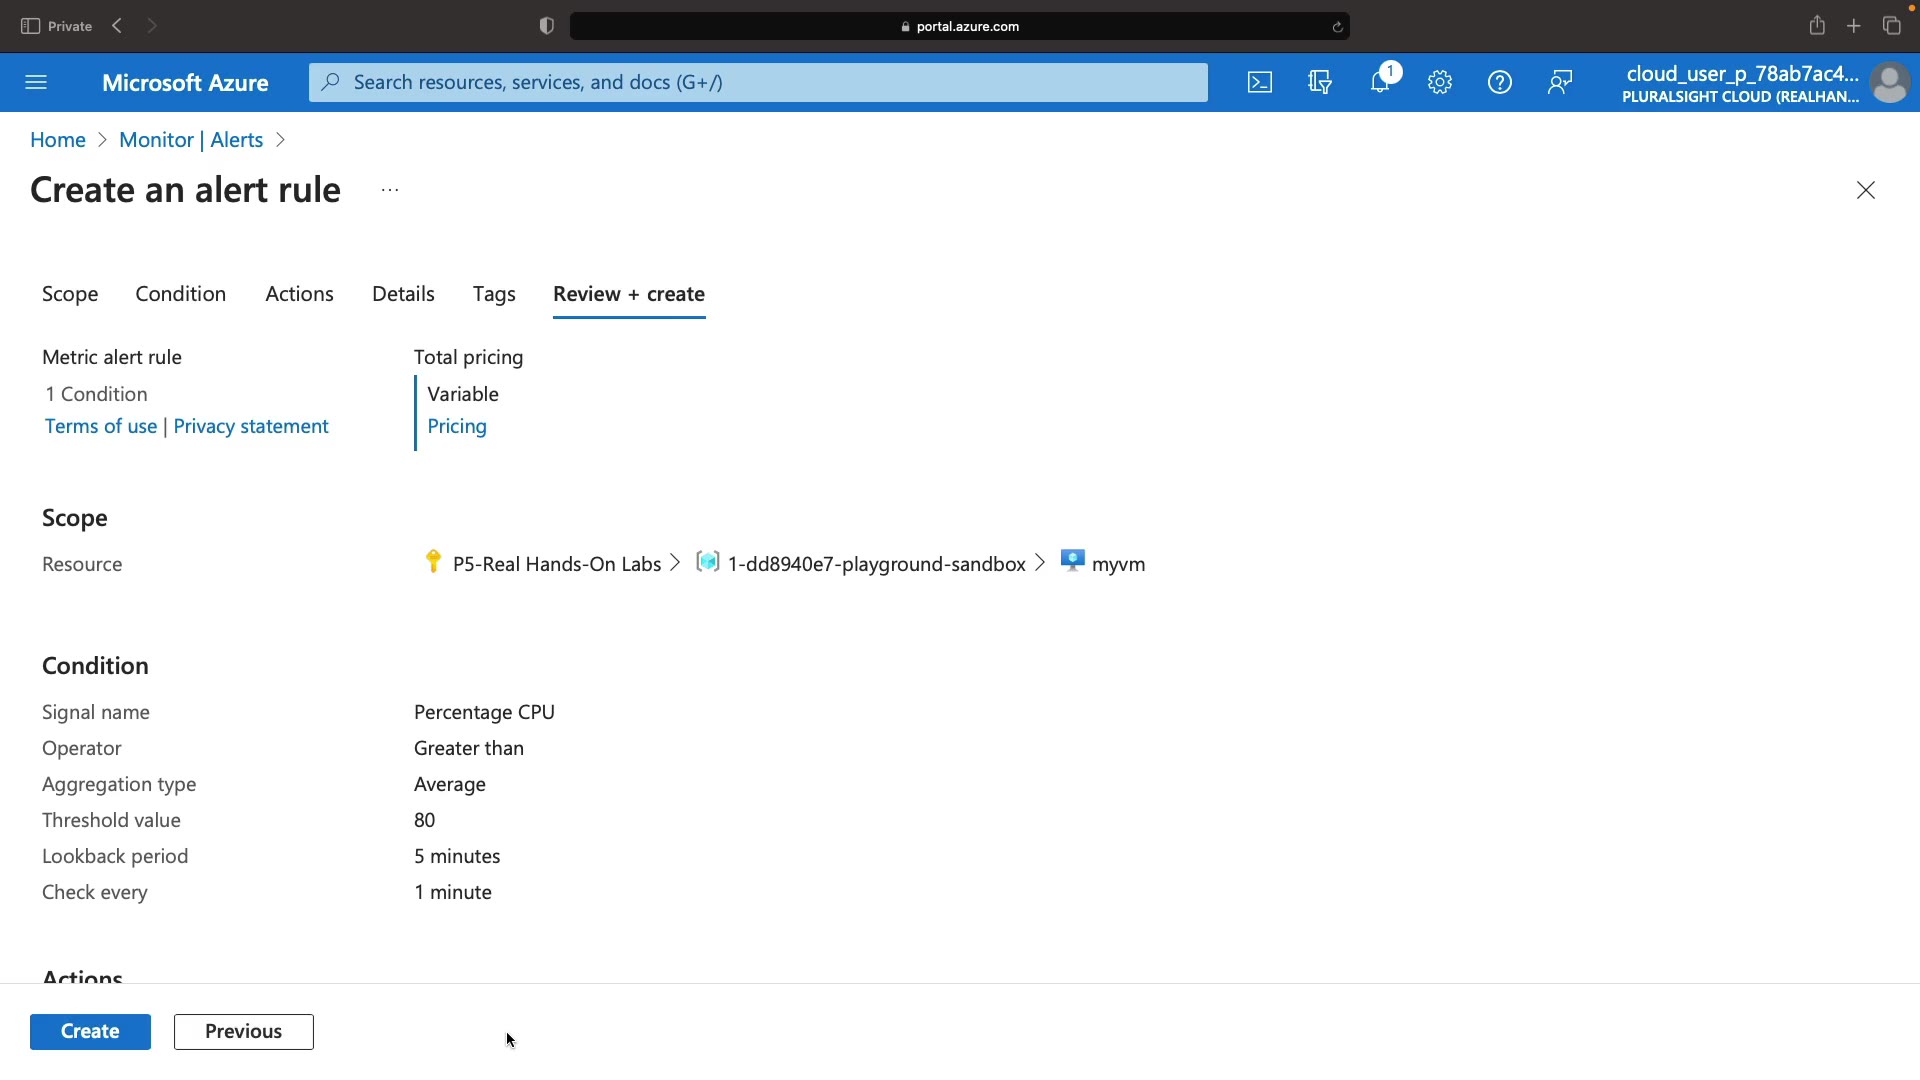 Private
portal.azure.com
Microsoft Azure
Search resources, services, and docs (G+/)
1
cloud_user_p_78ab7ac4...
PLURALSIGHT CLOUD (REALHAN...
Home > Monitor | Alerts >
Create an alert rule ...
Scope Condition Actions Details Tags Review + create
Metric alert rule Total pricing
1 Condition Variable
Terms of use | Privacy statement Pricing
Scope
Resource P5-Real Hands-On Labs > 1-dd8940e7-playground-sandbox > myvm
Condition
Signal name Percentage CPU
Operator Greater than
Aggregation type Average
Threshold value 80
Lookback period 5 minutes
Check every 1 minute
Actions
Create Previous